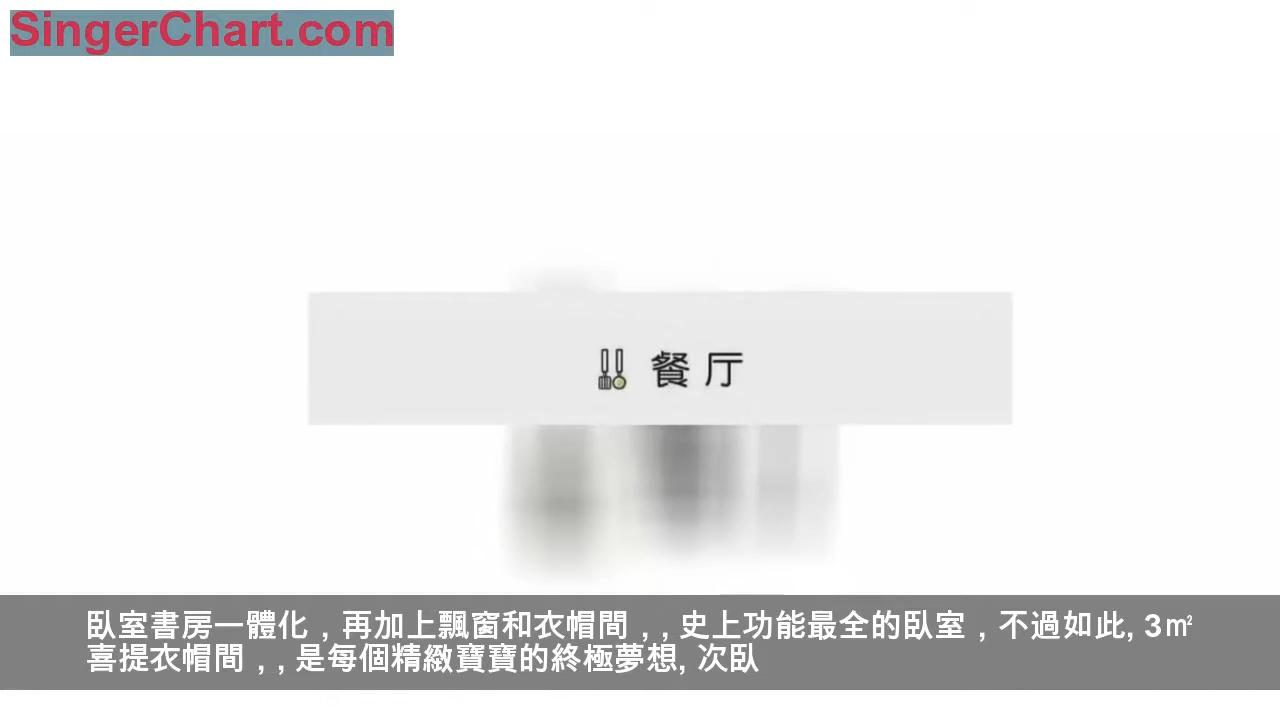 SingerChart.com
餐厅
臥室書房一體化，再加上飄窗和衣帽間，, 史上功能最全的臥室，不過如此, 3㎡
喜提衣帽間，, 是每個精緻寶寶的終極夢想, 次臥